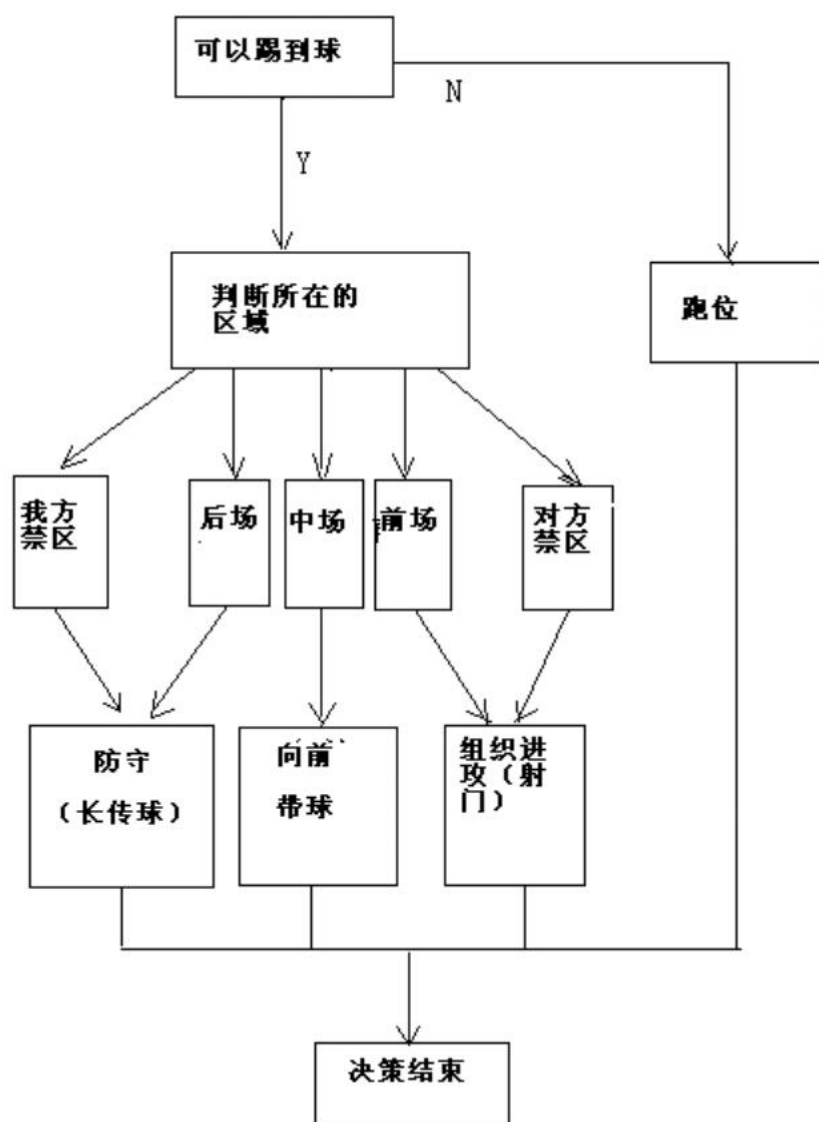 可以踢到球
N
Y
判断所在的
区域
跑位
我方
禁区
后场
中场
前场
对方
禁区
防守
（长传球）
向前
带球
组织进
攻（射
门）
决策结束